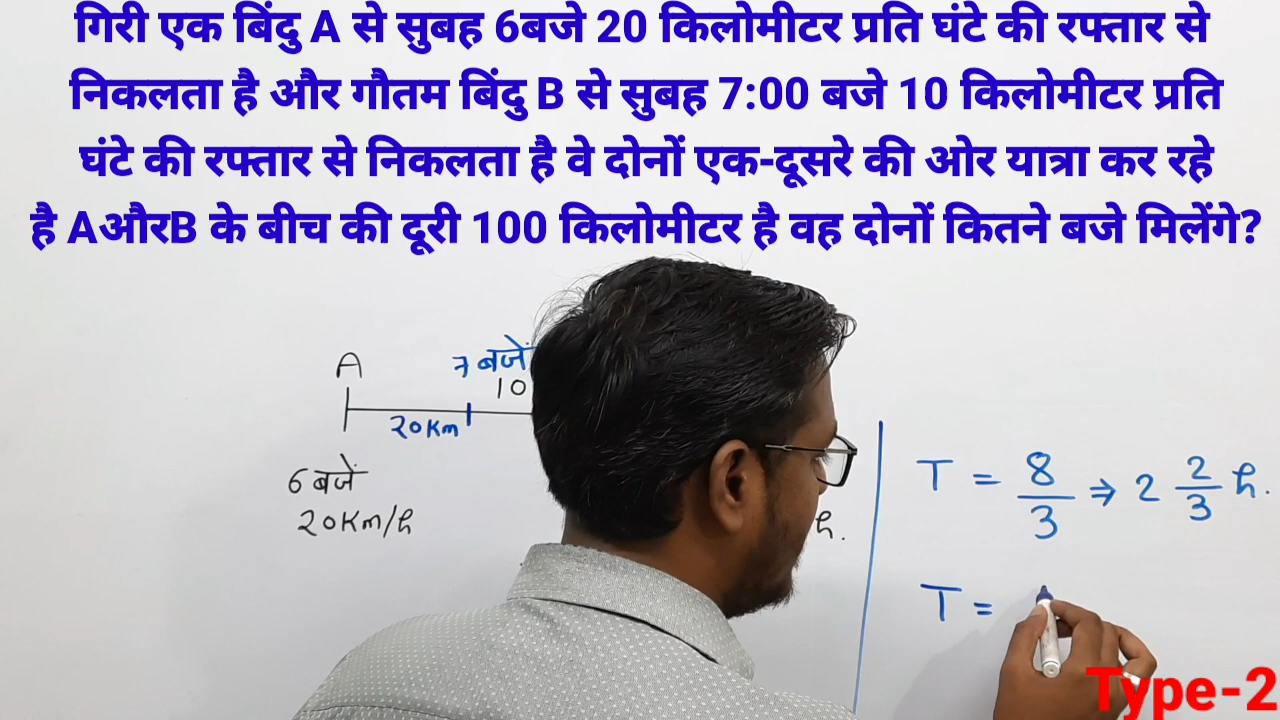 गिरी एक बिंदु A से सुबह 6बजे 20 किलोमीटर प्रति घंटे की रफ्तार से
निकलता है और गौतम बिंदु B से सुबह 7:00 बजे 10 किलोमीटर प्रति
घंटे की रफ्तार से निकलता है वे दोनों एक-दूसरे की ओर यात्रा कर रहे
है AऔरB के बीच की दूरी 100 किलोमीटर है वह दोनों कितने बजे मिलेंगे?
A
7 बजें
10
20Km
6 बजें
20Km/h
h.
T = 8/3 ⇒ 2 2/3 h.
T =
Type-2